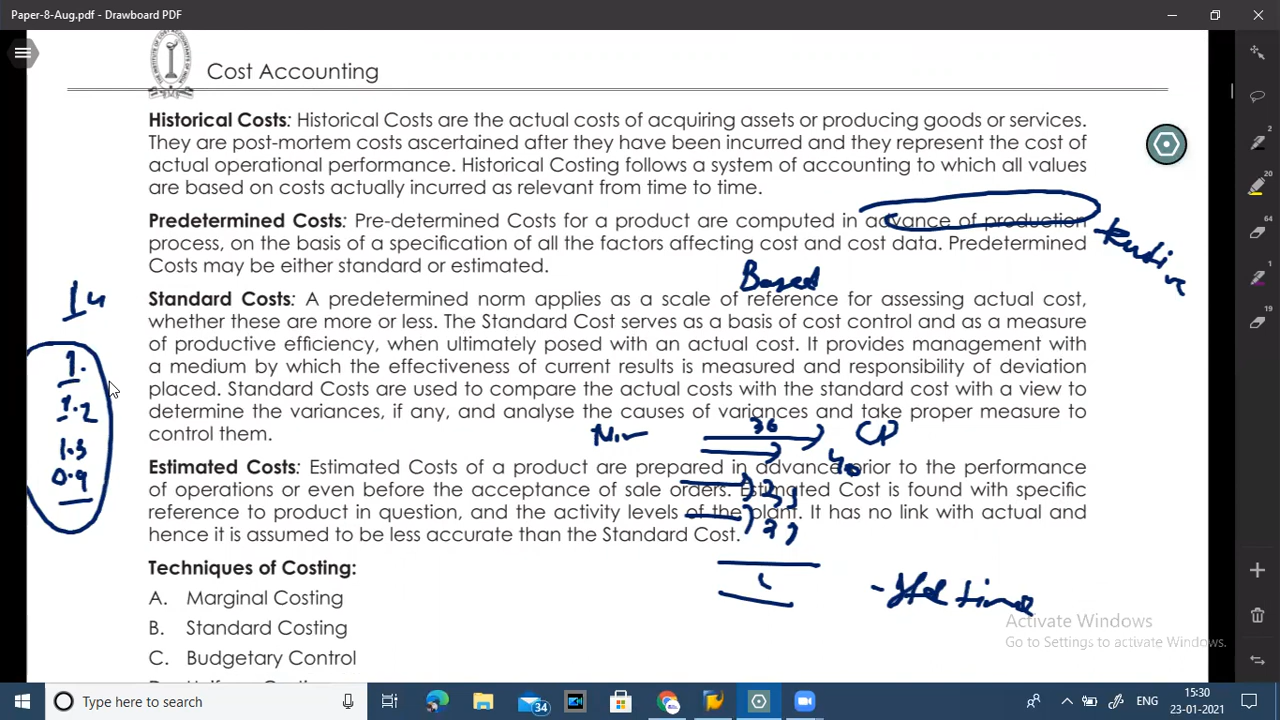 Paper-8-Aug.pdf - Drawboard PDF
Cost Accounting
Historical Costs: Historical Costs are the actual costs of acquiring assets or producing goods or services.
They are post-mortem costs ascertained after they have been incurred and they represent the cost of
actual operational performance. Historical Costing follows a system of accounting to which all values
are based on costs actually incurred as relevant from time to time.
Predetermined Costs: Pre-determined Costs for a product are computed in advance of production
process, on the basis of a specification of all the factors affecting cost and cost data. Predetermined
Costs may be either standard or estimated.
Based
Standard Costs: A predetermined norm applies as a scale of reference for assessing actual cost,
whether these are more or less. The Standard Cost serves as a basis of cost control and as a measure
of productive efficiency, when ultimately posed with an actual cost. It provides management with
a medium by which the effectiveness of current results is measured and responsibility of deviation
placed. Standard Costs are used to compare the actual costs with the standard cost with a view to
determine the variances, if any, and analyse the causes of variances and take proper measure to
control them.
1.2
1.3
0.9
36
40
Estimated Costs: Estimated Costs of a product are prepared in advance prior to the performance
of operations or even before the acceptance of sale orders. Estimated Cost is found with specific
reference to product in question, and the activity levels of the plant. It has no link with actual and
hence it is assumed to be less accurate than the Standard Cost.
Techniques of Costing:
A. Marginal Costing
B. Standard Costing
C. Budgetary Control
time
Activate Windows
Go to Settings to activate Windows.
20
64
19
Type here to search
34
ENG
15:30
23-01-2021